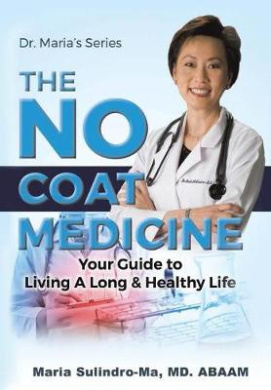 Dr. Maria's Series
THE
NO
COAT
MEDICINE
Your Guide to
Living A Long & Healthy Life
Maria Sulindro-Ma, MD. ABAAM